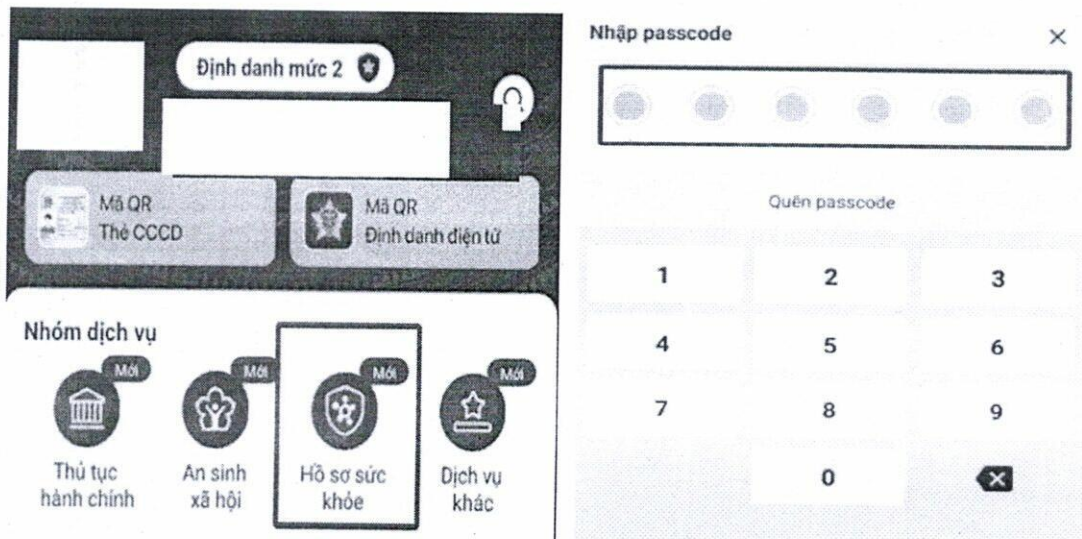 Định danh mức 2
Mã QR
Thẻ CCCD
Mã QR
Định danh điện tử
Nhóm dịch vụ
Mới
Mới
Mới
Mới
Thủ tục
hành chính
An sinh
xã hội
Hồ sơ sức
khỏe
Dịch vụ
khác
Nhập passcode
Quên passcode
1 2 3
4 5 6
7 8 9
0